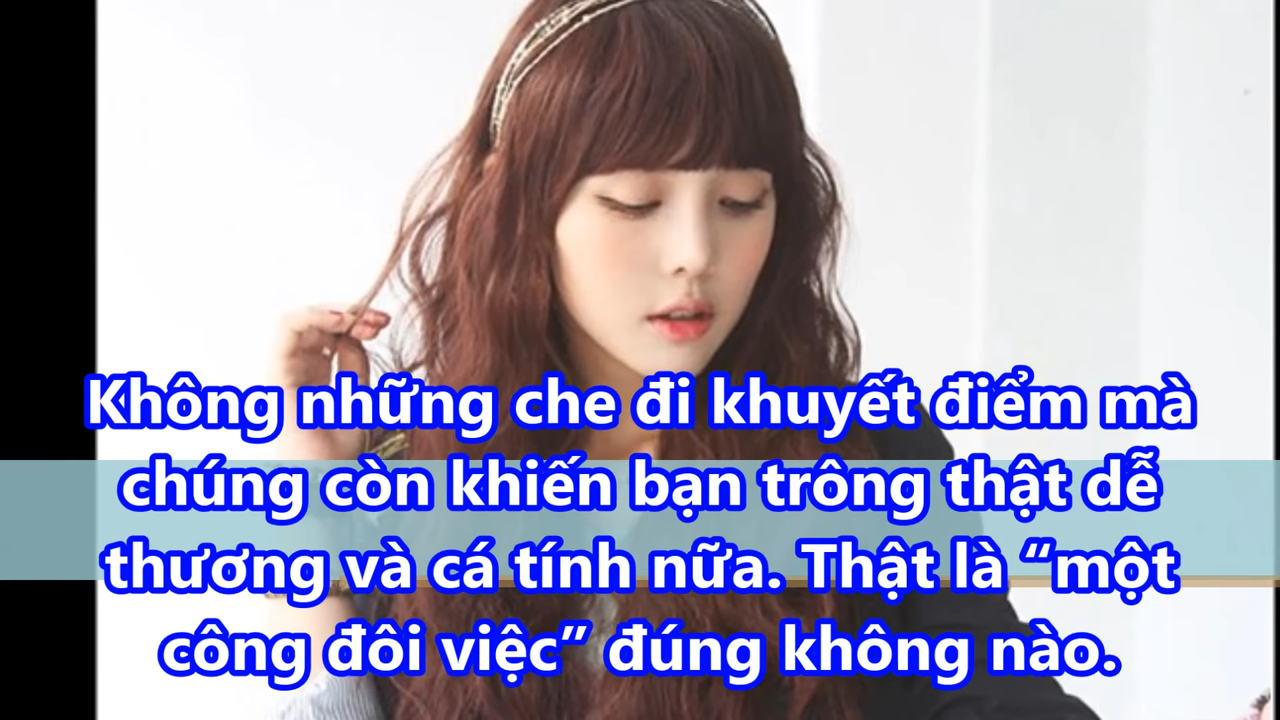 Không những che đi khuyết điểm mà
chúng còn khiến bạn trông thật dễ
thương và cá tính nữa. Thật là “một
công đôi việc” đúng không nào.